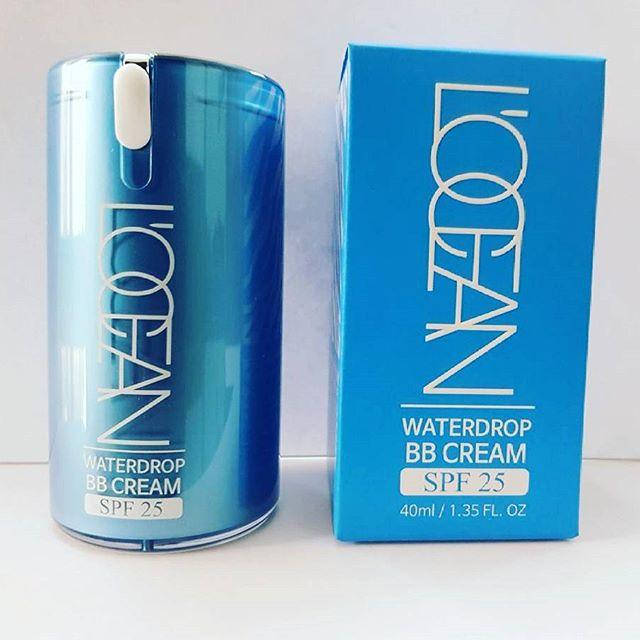 L'OCEAN
WATERDROP
BB CREAM
SPF 25
L'OCEAN
WATERDROP
BB CREAM
SPF 25
40ml / 1.35 FL. OZ